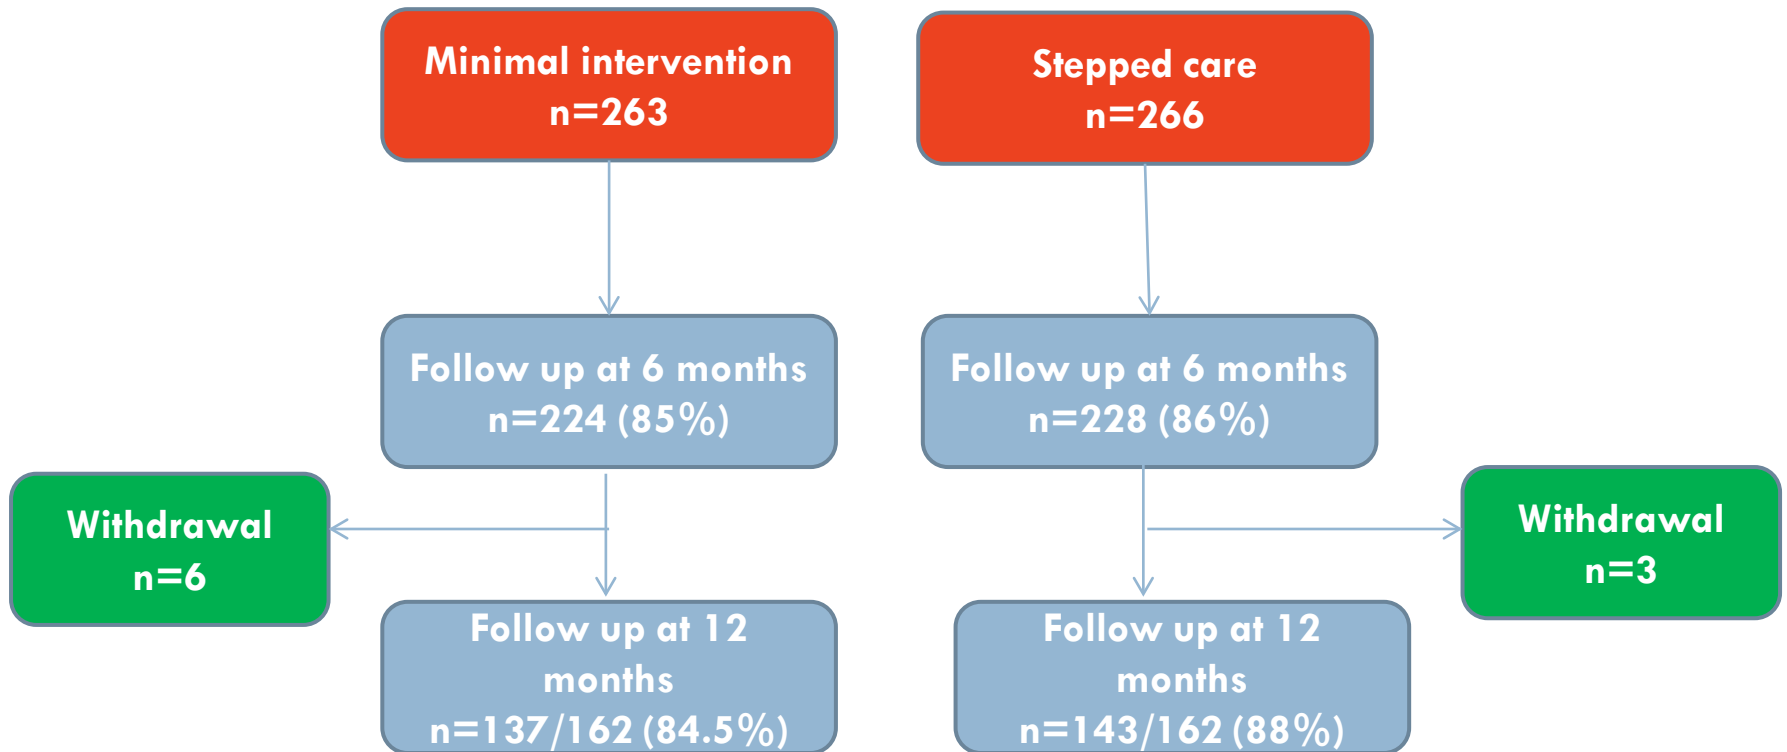 Minimal intervention
n=263
Stepped care
n=266
Follow up at 6 months
n=224 (85%)
Follow up at 6 months
n=228 (86%)
Withdrawal
n=6
Withdrawal
n=3
Follow up at 12
months
n=137/162 (84.5%)
Follow up at 12
months
n=143/162 (88%)